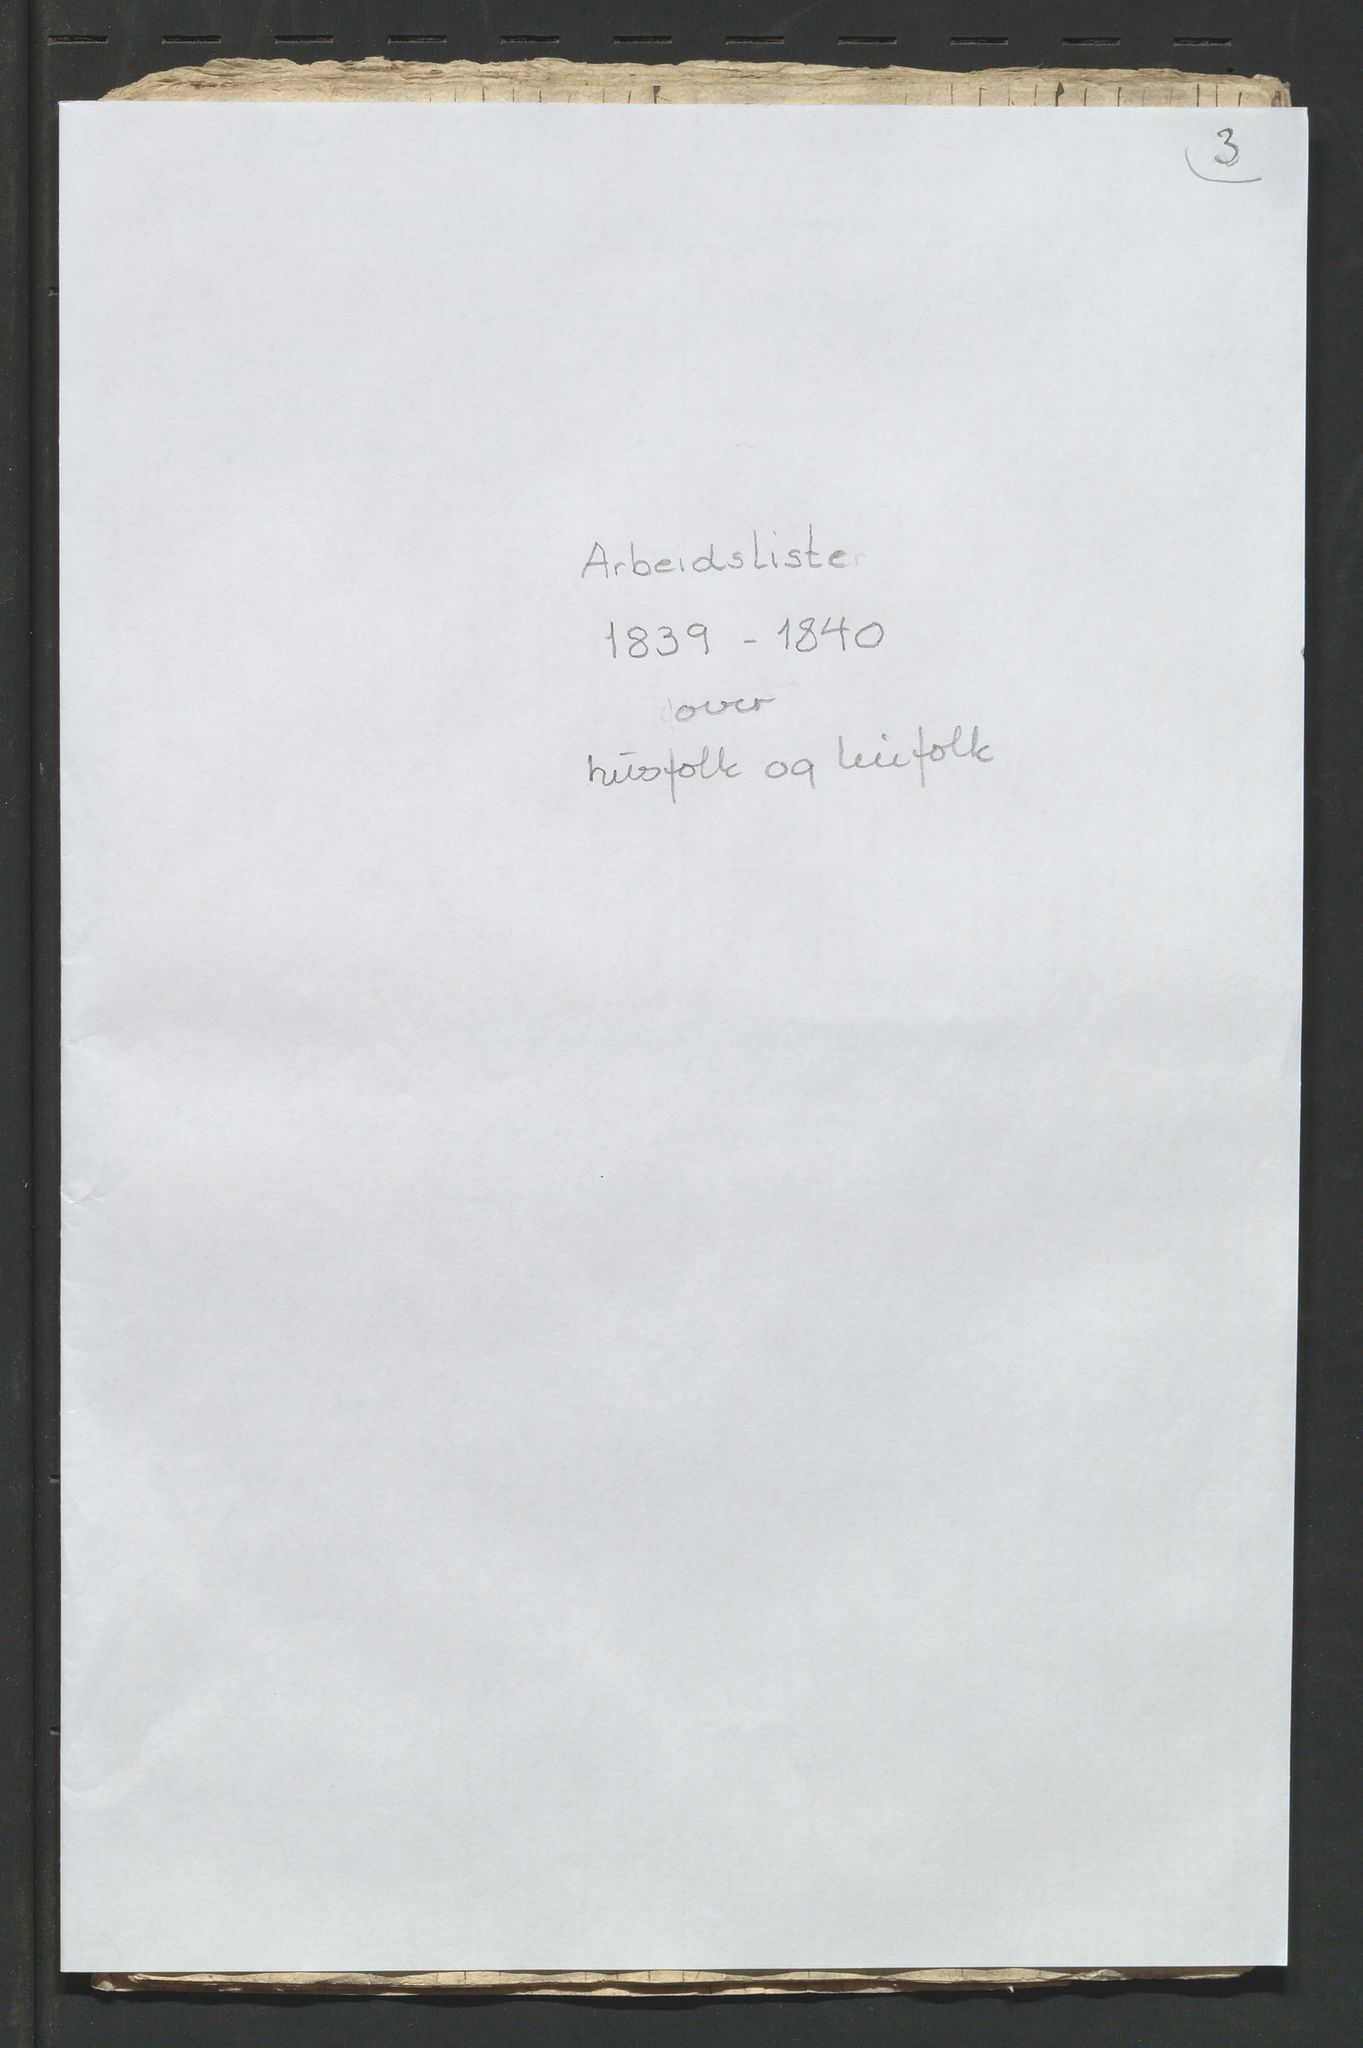 3
Arbeidslister
1839 - 1840
over
husfolk og leiefolk